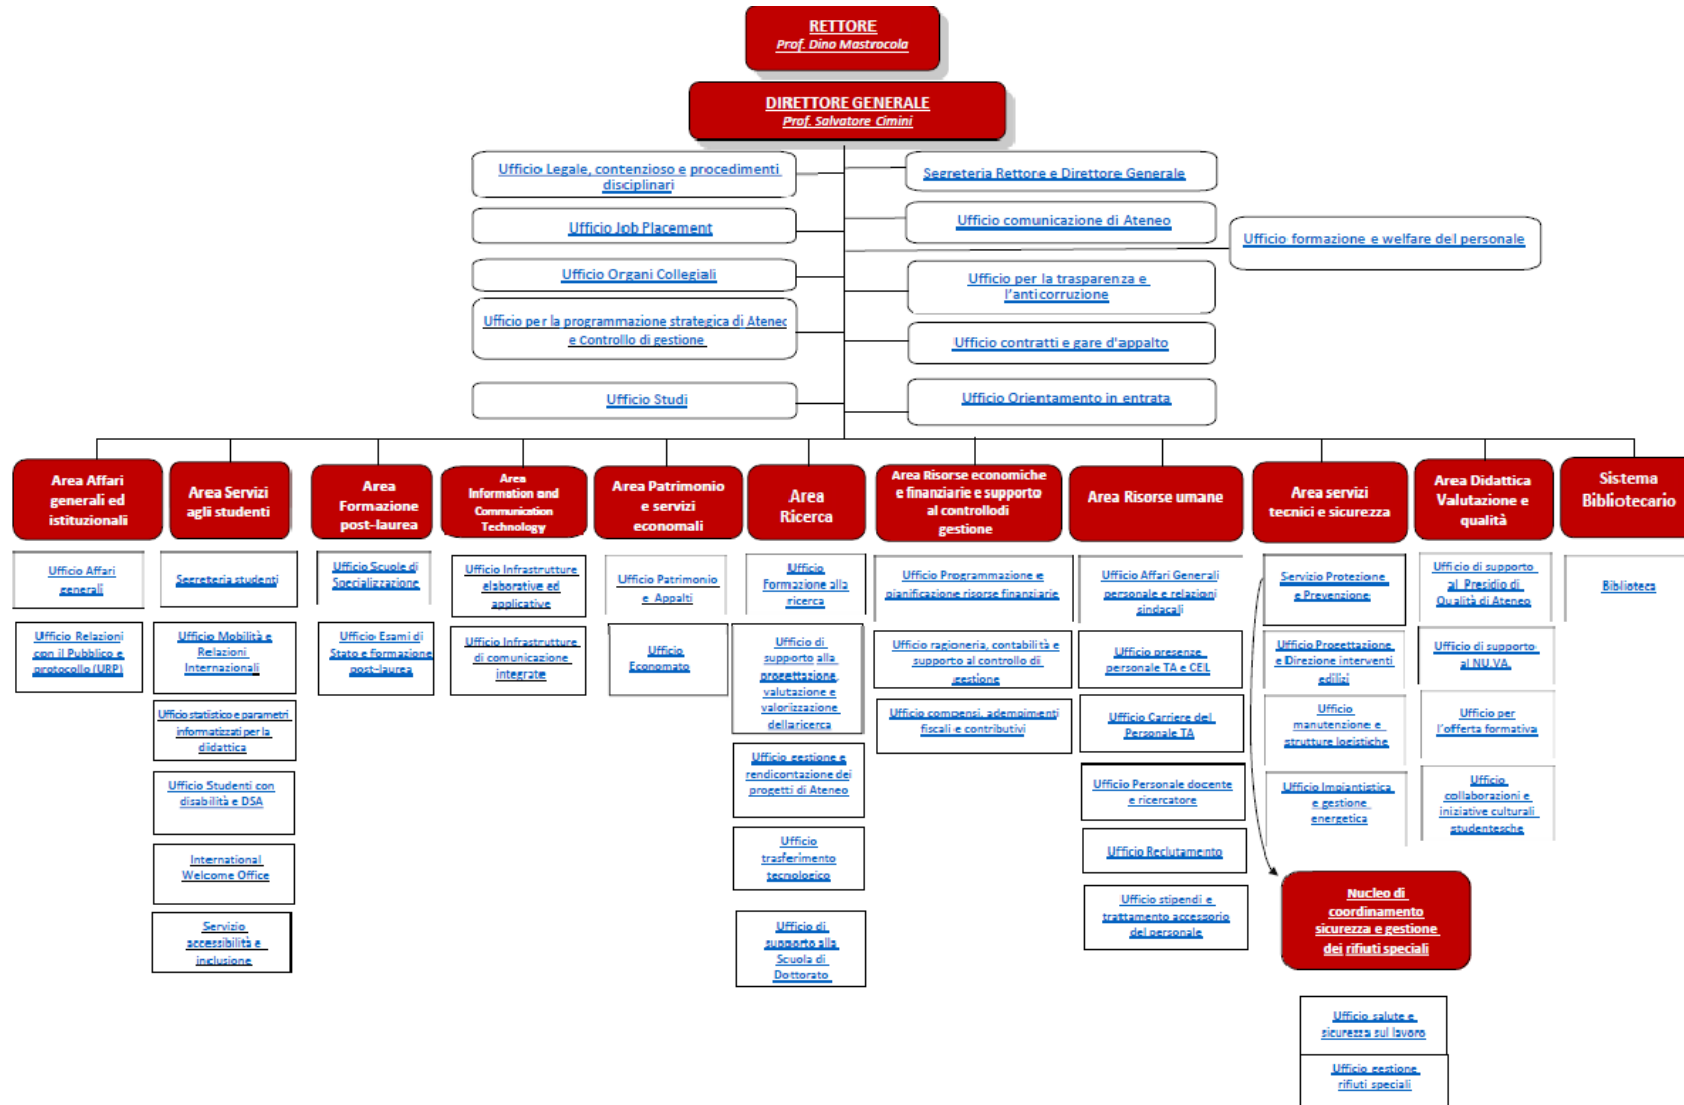 RETTORE
Prof. Dino Mastrocola
DIRETTORE GENERALE
Prof. Salvatore Cimini
Ufficio Legale, contenzioso e procedimenti
disciplinari
Segreteria Rettore e Direttore Generale
Ufficio Job Placement
Ufficio comunicazione di Ateneo
Ufficio formazione e welfare del personale
Ufficio Organi Collegiali
Ufficio per la trasparenza e
l'anticorruzione
Ufficio per la programmazione strategica di Ateneo
e Controllo di gestione
Ufficio contratti e gare d'appalto
Ufficio Studi
Ufficio Orientamento in entrata
Area Affari
generali ed
istituzionali
Ufficio Affari
generali
Ufficio Relazioni
con il Pubblico e
protocollo (URP)
Area Servizi
agli studenti
Segreteria studenti
Ufficio Mobilità e
Relazioni
Internazionali
Ufficio statistico e parametri
informatizzati per la
didattica
Ufficio Studenti con
disabilità e DSA
International
Welcome Office
Servizio
accessibilità e
inclusione
Area
Formazione
post-laurea
Ufficio Scuole di
Specializzazione
Ufficio Esami di
Stato e formazione
post-laurea
Area
Information and
Communication
Technology
Ufficio Infrastrutture
elaborative ed
applicative
Ufficio Infrastrutture
di comunicazione
integrate
Area Patrimonio
e servizi
economali
Ufficio Patrimonio
e Appalti
Ufficio
Economato
Area
Ricerca
Ufficio
Formazione alla
ricerca
Ufficio di
supporto alla
progettazione,
valutazione e
valorizzazione
della ricerca
Ufficio gestione e
rendicontazione dei
progetti di Ateneo
Ufficio
trasferimento
tecnologico
Ufficio di
supporto alla
Scuola di
Dottorato
Area Risorse economiche
e finanziarie e supporto
al controllodi
gestione
Ufficio Programmazione e
pianificazione risorse finanziarie
Ufficio ragioneria, contabilità e
supporto al controllo di
gestione
Ufficio compensi, adempimenti
fiscali e contributivi
Area Risorse umane
Ufficio Affari Generali
personale e relazioni
sindacali
Ufficio presenze
personale TA e CEL
Ufficio Carriere del
Personale TA
Ufficio Personale docente
e ricercatore
Ufficio Reclutamento
Ufficio stipendi e
trattamento accessorio
del personale
Area servizi
tecnici e sicurezza
Servizio Protezione
e Prevenzione
Ufficio Progettazione
e Direzione interventi
edilizi
Ufficio
manutenzione e
strutture logistiche
Ufficio Impiantistica
e gestione
energetica
Nucleo di
coordinamento
sicurezza e gestione
dei rifiuti speciali
Ufficio salute e
sicurezza sul lavoro
Ufficio gestione
rifiuti speciali
Area Didattica
Valutazione e
qualità
Ufficio di supporto
al Presidio di
Qualità di Ateneo
Ufficio di supporto
al NU.VA.
Ufficio per
l'offerta formativa
Ufficio
collaborazioni e
iniziative culturali
studentesche
Sistema
Bibliotecario
Biblioteca